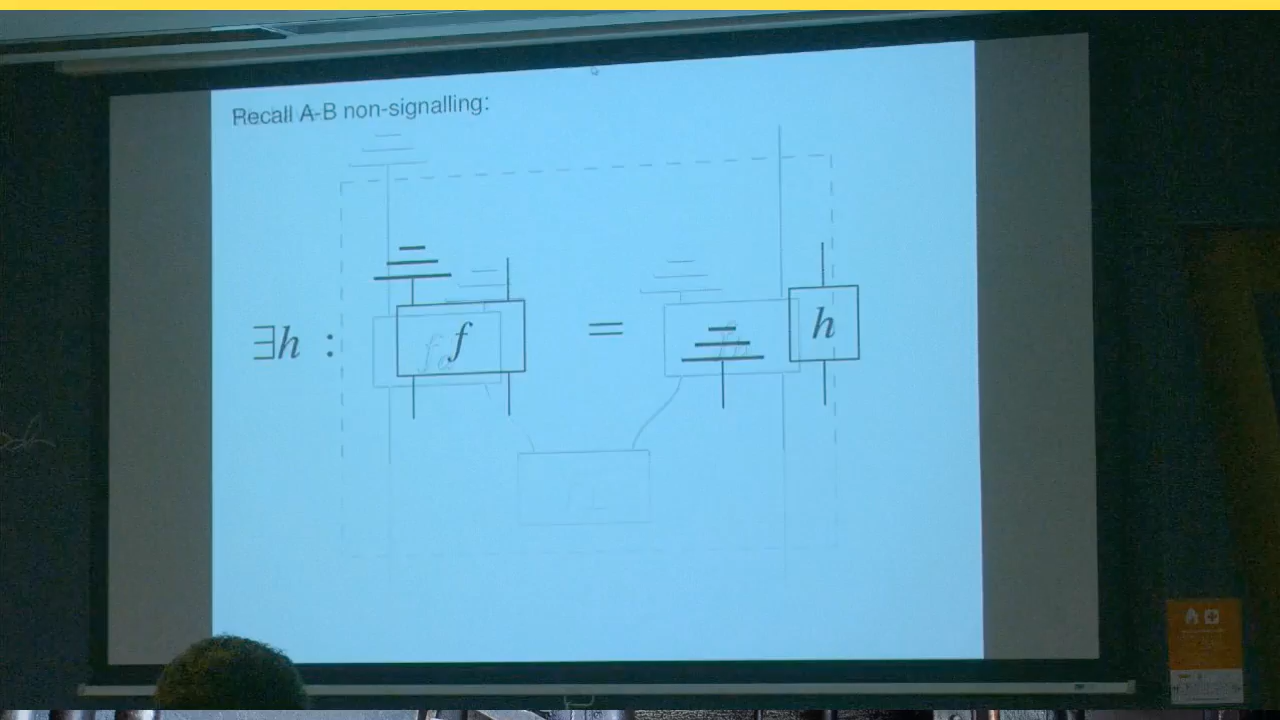 Recall A-B non-signalling:
∃h : f = h